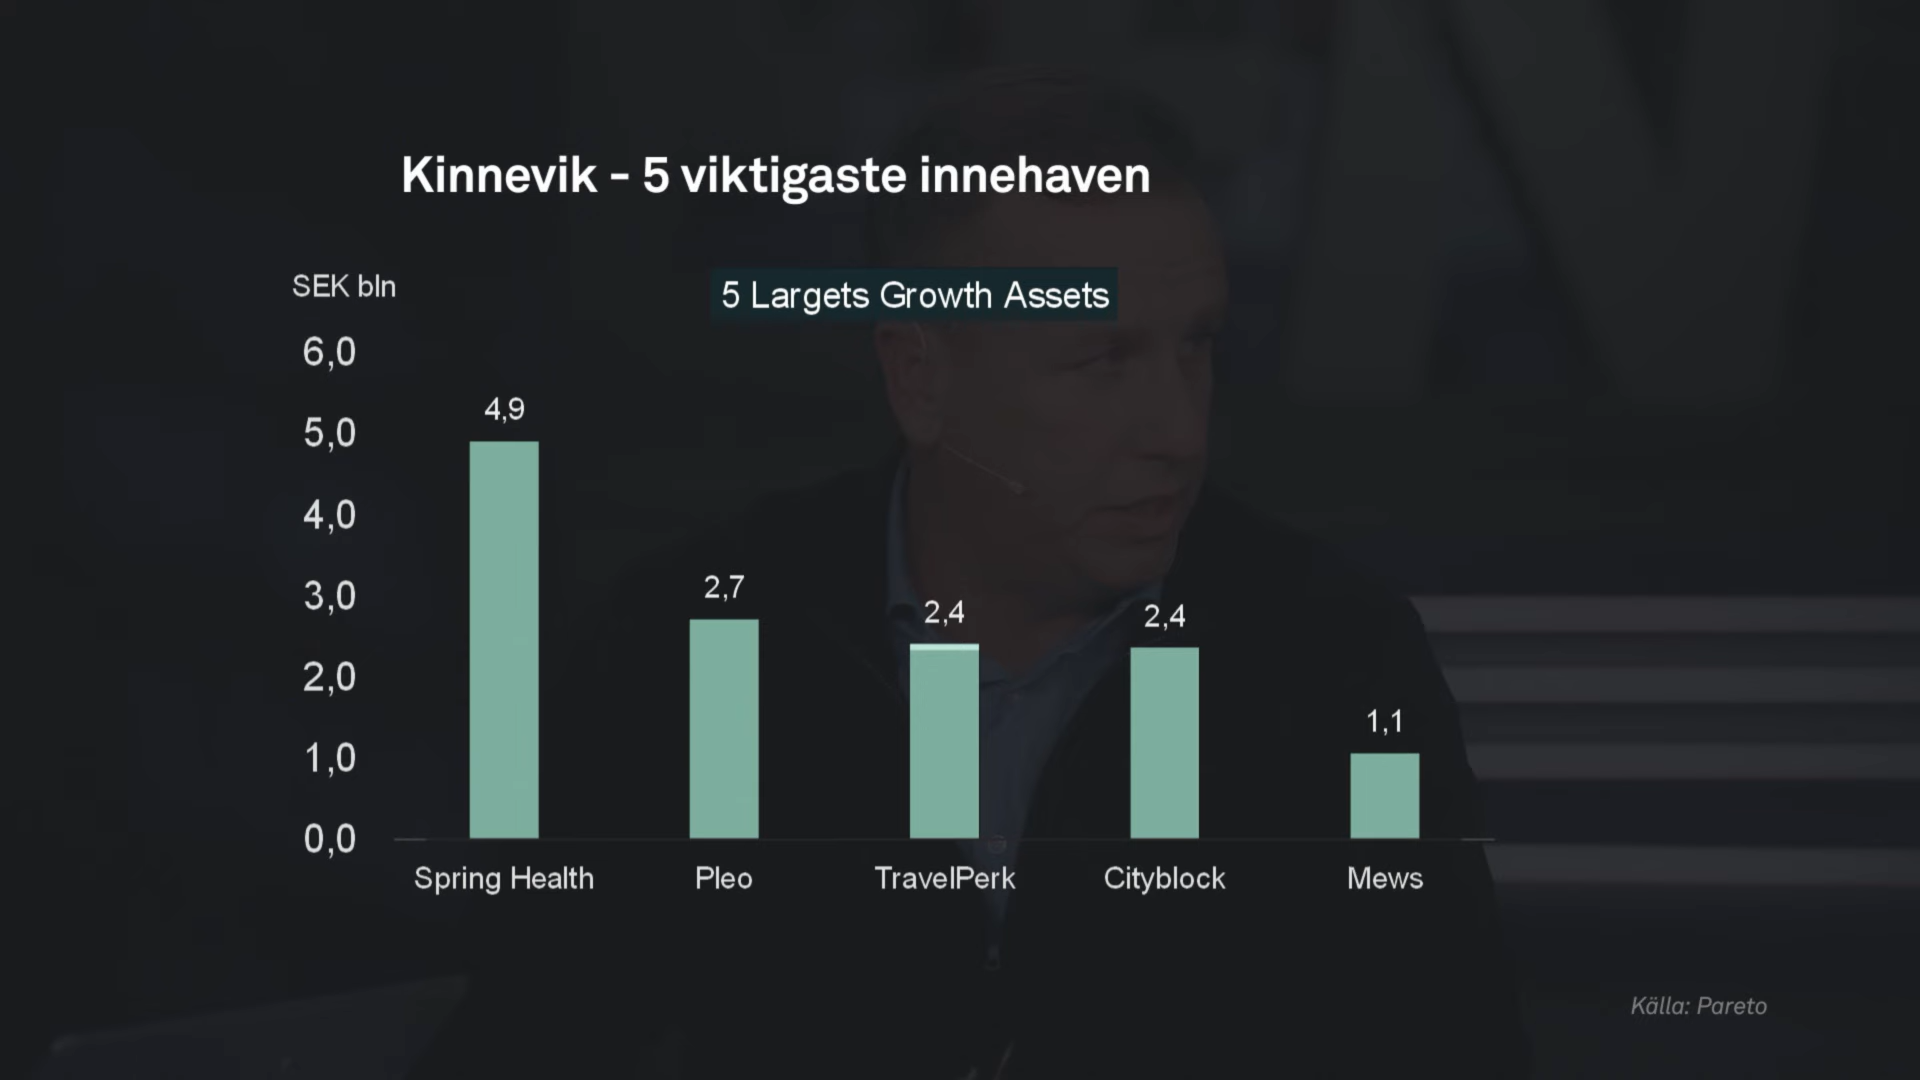 Kinnevik - 5 viktigaste innehaven
SEK bln
5 Largets Growth Assets
6,0
5,0
4,0
3,0
2,0
1,0
0,0
4,9
2,7
2,4
2,4
1,1
Spring Health
Pleo
TravelPerk
Cityblock
Mews
Källa: Pareto